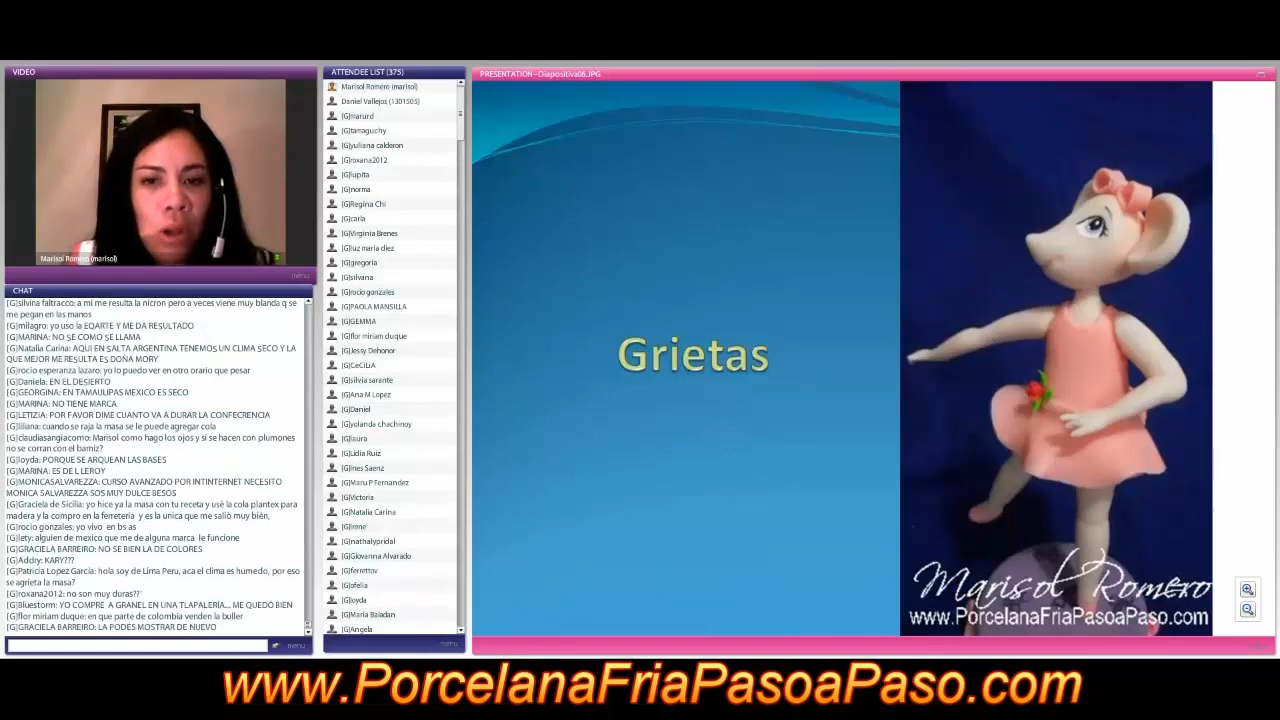 VIDEO
Marisol Romero (marisol)
menu
CHAT
[G]silvina faltracco: a mi me resulta la nicron pero a veces viene muy blanda q se
me pegan en las manos
[G]milagro: yo uso la EQARTE Y ME DA RESULTADO
[G]MARINA: NO SE COMO SE LLAMA
[G]Natalia Carina: AQUI EN SALTA ARGENTINA TENEMOS UN CLIMA SECO Y LA
QUE MEJOR ME RESULTA ES DOÑA MORY
[G]rocio esperanza lazaro: yo lo puedo ver en otro orario que pesar
[G]Daniela: EN EL DESIERTO
[G]GEORGINA: EN TAMAULIPAS MEXICO ES SECO
[G]MARINA: NO TIENE MARCA
[G]LETIZIA: POR FAVOR DIME CUANTO VA A DURAR LA CONFECRENCIA
[G]liliana: cuando se raja la masa se le puede agregar cola
[G]claudiasangiacomo: Marisol como hago los ojos y si se hacen con plumones
no se corran con el barniz?
[G]loyda: PORQUE SE ARQUEAN LAS BASES
[G]MARINA: ES DE L LEROY
[G]MONICASALVAREZZA: CURSO AVANZADO POR INTINTERNET NECESITO
MONICA SALVAREZZA SOS MUY DULCE BESOS
[G]Graciela de Sicilia: yo hice ya la masa con tu receta y usè la cola plantex para
madera y la compro en la ferreterìa  y es la unica que me saliò muy bièn,
[G]rocio gonzales: yo vivo  en bs as
[G]lety: alguien de mexico que me de alguna marca  le funcione
[G]GRACIELA BARREIRO: NO SE BIEN LA DE COLORES
[G]Addry: KARY???
[G]Patricia Lopez Garcia: hola soy de Lima Peru, aca el clima es humedo, por eso
se agrieta la masa?
[G]roxana2012: no son muy duras??'
[G]Bluestorm: YO COMPRE  A GRANEL EN UNA TLAPALERÍA... ME QUEDÓ BIEN
[G]flor miriam duque: en que parte de colombia venden la buller
[G]GRACIELA BARREIRO: LA PODÉS MOSTRAR DE NUEVO
menu
ATTENDEE LIST (375)
Marisol Romero (marisol)
Daniel Vallejos (1301505)
[G]marurd
[G]tamaguchy
[G]yuliana calderon
[G]roxana2012
[G]lupita
[G]norma
[G]Regina Chi
[G]carla
[G]Virginia Brenes
[G]luz maria diez
[G]gregoria
[G]silvana
[G]rocio gonzales
[G]PAOLA MANSILLA
[G]GEMMA
[G]flor miriam duque
[G]Jessy Dehonor
[G]CeCiLiA
[G]silvia sarante
[G]Ana M Lopez
[G]Daniel
[G]yolanda chachinoy
[G]laura
[G]Lidia Ruiz
[G]Ines Saenz
[G]Maru P Fernandez
[G]Victoria
[G]Natalia Carina
[G]Irene
[G]nathalypridal
[G]Giovanna Alvarado
[G]ferrettov
[G]ofelia
[G]loyda
[G]Maria Baladan
[G]Angela
menu
PRESENTATION - Diapositiva06.JPG
Grietas
Marisol Romero
www.PorcelanaFriaPasoaPaso.com
www.PorcelanaFriaPasoaPaso.com